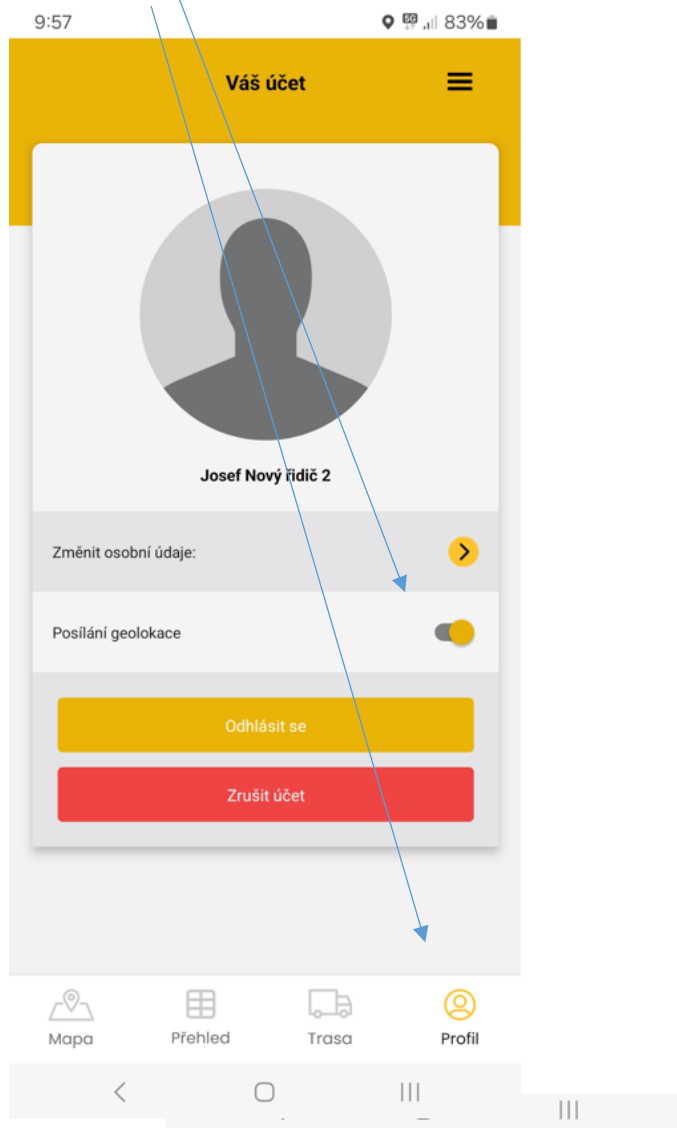 9:57 5G 83%
Váš účet
Josef Nový řidič 2
Změnit osobní údaje:
Posílání geolokace
Odhlásit se
Zrušit účet
Mapa Přehled Trasa Profil